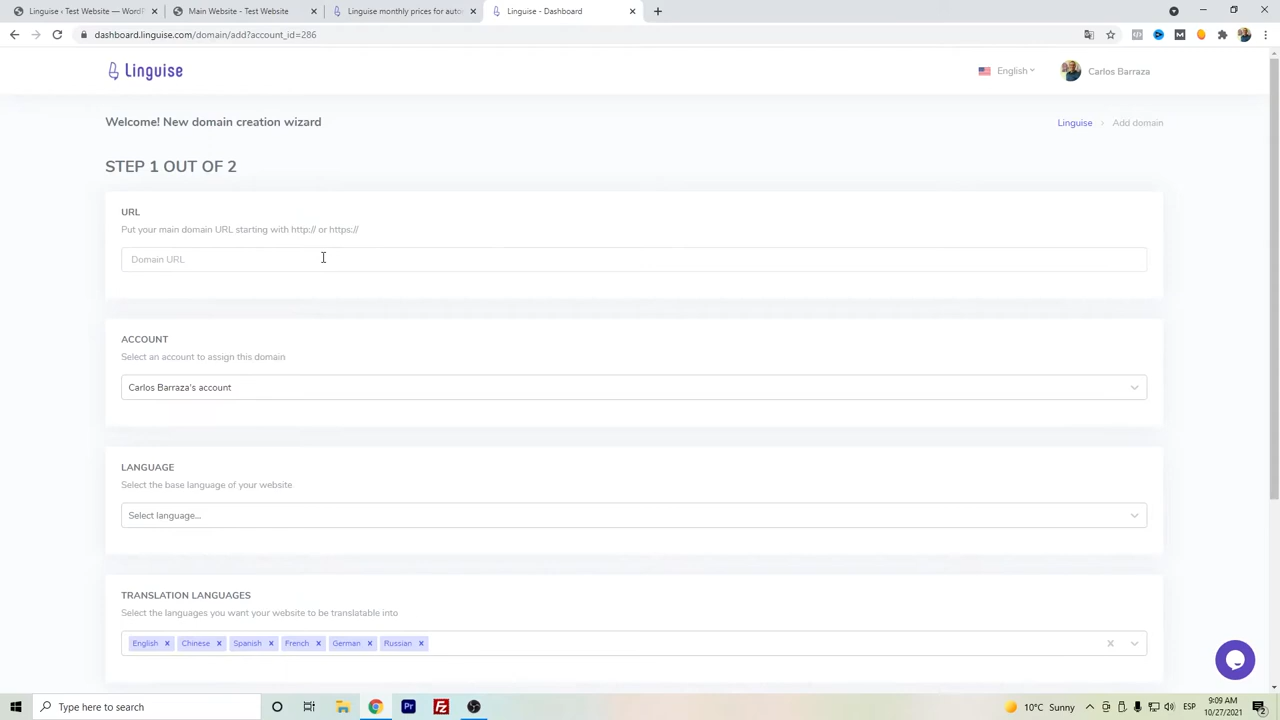 Linguise ‹ Test Website — WordP
Main Website - Test Website
Linguise monthly prices for auto
Linguise - Dashboard
dashboard.linguise.com/domain/add?account_id=286
Linguise
English
Carlos Barraza
Welcome! New domain creation wizard
Linguise > Add domain
STEP 1 OUT OF 2
URL
Put your main domain URL starting with http:// or https://
Domain URL
ACCOUNT
Select an account to assign this domain
Carlos Barraza's account
LANGUAGE
Select the base language of your website
Select language...
TRANSLATION LANGUAGES
Select the languages you want your website to be translatable into
English × Chinese × Spanish × French × German × Russian ×
Type here to search
Pr
Fz
10°C Sunny
ESP
9:09 AM
10/27/2021
2